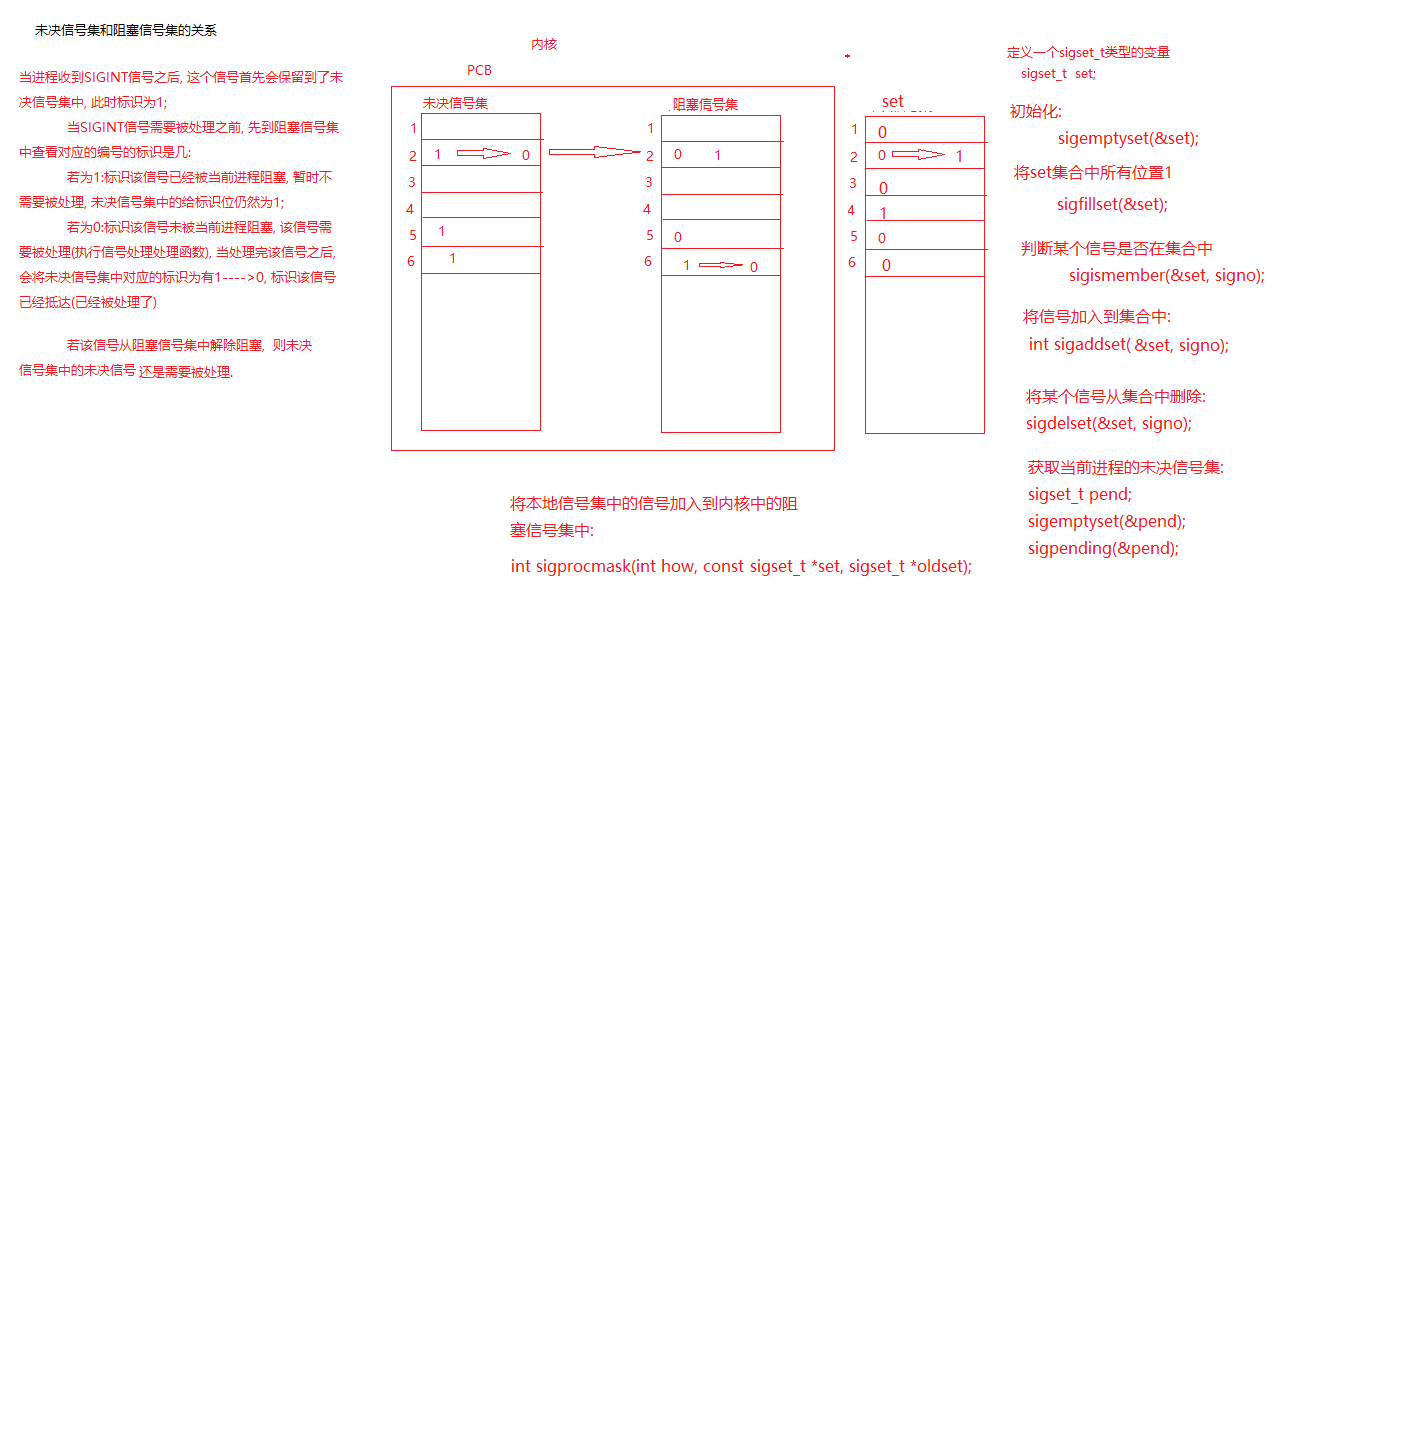 未决信号集和阻塞信号集的关系
当进程收到SIGINT信号之后, 这个信号首先会保留到了未
决信号集中, 此时标识为1;
当SIGINT信号需要被处理之前, 先到阻塞信号集
中查看对应的编号的标识是几:
若为1:标识该信号已经被当前进程阻塞, 暂时不
需要被处理, 未决信号集中的给标识位仍然为1;
若为0:标识该信号未被当前进程阻塞, 该信号需
要被处理(执行信号处理处理函数), 当处理完该信号之后,
会将未决信号集中对应的标识为有1---->0, 标识该信号
已经抵达(已经被处理了)
若该信号从阻塞信号集中解除阻塞, 则未决
信号集中的未决信号 还是需要被处理.
内核
PCB
未决信号集
1
2 1 0
3
4
5 1
6 1
阻塞信号集
1
2 0 1
3
4
5 0
6 1 0
set
1 0
2 0 1
3 0
4 1
5 0
6 0
将本地信号集中的信号加入到内核中的阻
塞信号集中:
int sigprocmask(int how, const sigset_t *set, sigset_t *oldset);
定义一个sigset_t类型的变量
sigset_t set;
初始化:
sigemptyset(&set);
将set集合中所有位置1
sigfillset(&set);
判断某个信号是否在集合中
sigismember(&set, signo);
将信号加入到集合中:
int sigaddset( &set, signo);
将某个信号从集合中删除:
sigdelset(&set, signo);
获取当前进程的未决信号集:
sigset_t pend;
sigemptyset(&pend);
sigpending(&pend);